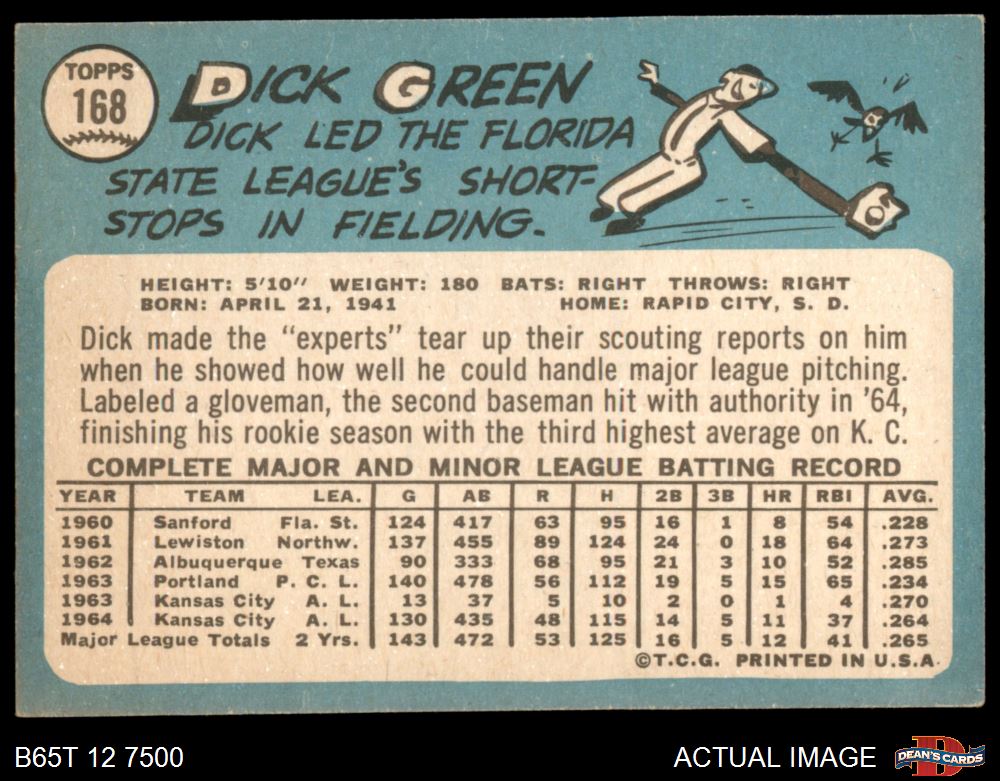 TOPPS
168
DICK GREEN
DICK LED THE FLORIDA
STATE LEAGUE'S SHORT-
STOPS IN FIELDING.
HEIGHT: 5'10" WEIGHT: 180 BATS: RIGHT THROWS: RIGHT
BORN: APRIL 21, 1941 HOME: RAPID CITY, S. D.
Dick made the "experts" tear up their scouting reports on him
when he showed how well he could handle major league pitching.
Labeled a gloveman, the second baseman hit with authority in '64,
finishing his rookie season with the third highest average on K. C.
COMPLETE MAJOR AND MINOR LEAGUE BATTING RECORD
YEAR TEAM LEA. G AB R H 2B 3B HR RBI AVG.
1960 Sanford Fla. St. 124 417 63 95 16 1 8 54 .228
1961 Lewiston Northw. 137 455 89 124 24 0 18 64 .273
1962 Albuquerque Texas 90 333 68 95 21 3 10 52 .285
1963 Portland P. C. L. 140 478 56 112 19 5 15 65 .234
1963 Kansas City A. L. 13 37 5 10 2 0 1 4 .270
1964 Kansas City A. L. 130 435 48 115 14 5 11 37 .264
Major League Totals 2 Yrs. 143 472 53 125 16 5 12 41 .265
©T.C.G. PRINTED IN U.S.A.
B65T 12 7500
ACTUAL IMAGE
DEAN'S CARDS